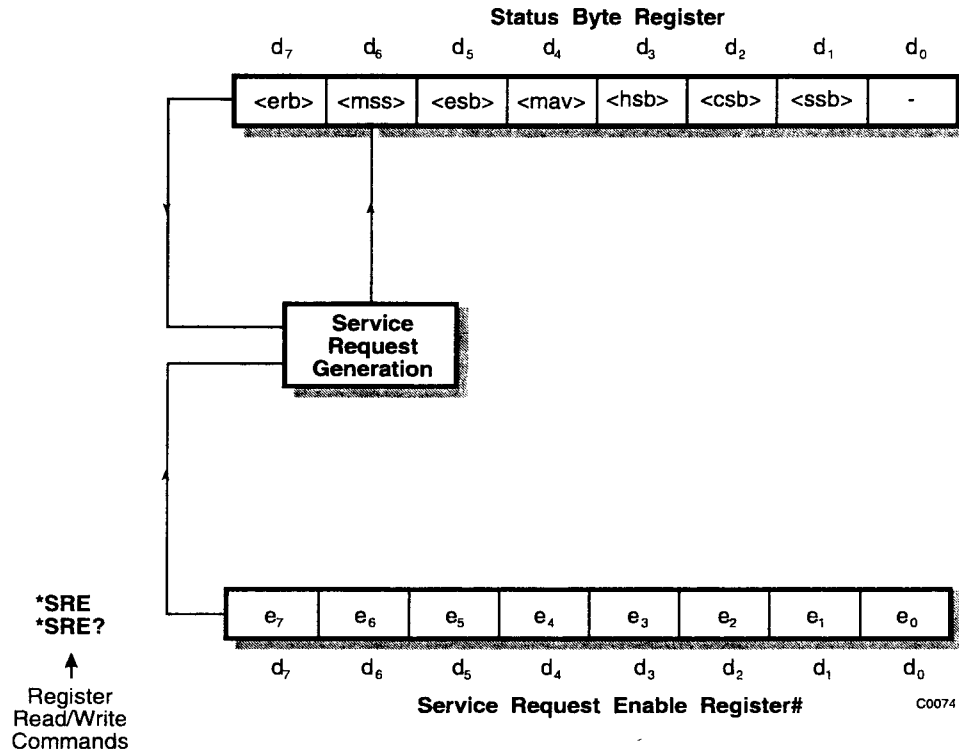 Status Byte Register
d₇ d₆ d₅ d₄ d₃ d₂ d₁ d₀
<erb> <mss> <esb> <mav> <hsb> <csb> <ssb> -
Service
Request
Generation
*SRE
*SRE?
e₇ e₆ e₅ e₄ e₃ e₂ e₁ e₀
d₇ d₆ d₅ d₄ d₃ d₂ d₁ d₀
Register
Read/Write
Commands
Service Request Enable Register#
C0074